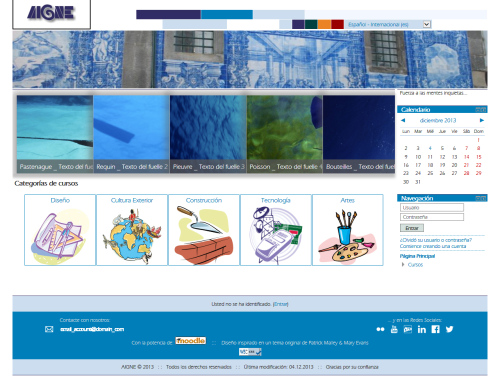 AIGNE
Español - Internacional (es)
Fuerza a las mentes inquietas...
Pastenague _ Texto del fue
Requin _ Texto del fuelle 2
Pieuvre _ Texto del fuelle 3
Poisson _ Texto del fuelle 4
Bouteilles _ Texto del fuel
Calendario
◄ diciembre 2013 ►
Lun Mar Mié Jue Vie Sáb Dom
1
2 3 4 5 6 7 8
9 10 11 12 13 14 15
16 17 18 19 20 21 22
23 24 25 26 27 28 29
30 31
Categorías de cursos
Diseño
Cultura Exterior
Construcción
Tecnología
Artes
Navegación
Usuario
Contraseña
Entrar
¿Olvidó su usuario o contraseña?
Comience creando una cuenta
Página Principal
Cursos
Usted no se ha identificado. (Entrar)
Contacte con nosotros:
... y en las Redes Sociales:
Con la potencia de moodle ::: Diseño inspirado en un tema original de Patrick Malley & Mary Evans
W3C
AIGNE © 2013 ::: Todos los derechos reservados ::: Última modificación: 04.12.2013 ::: Gracias por su confianza